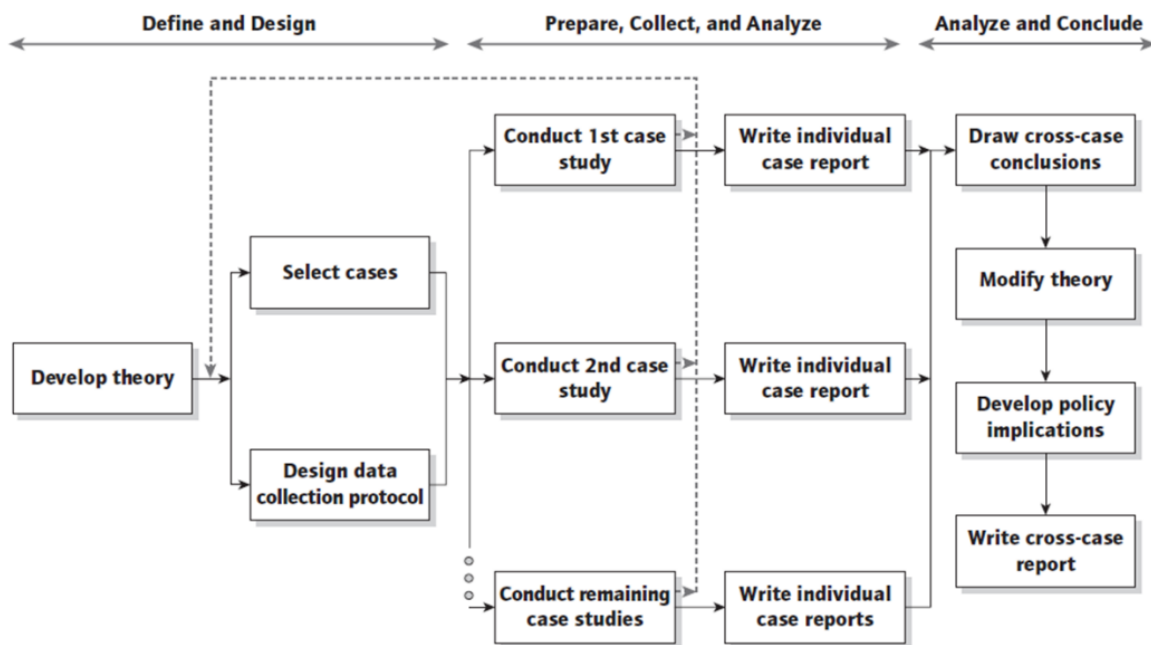 Define and Design
Prepare, Collect, and Analyze
Analyze and Conclude
Develop theory
Select cases
Design data
collection protocol
Conduct 1st case
study
Conduct 2nd case
study
Conduct remaining
case studies
Write individual
case report
Write individual
case report
Write individual
case reports
Draw cross-case
conclusions
Modify theory
Develop policy
implications
Write cross-case
report